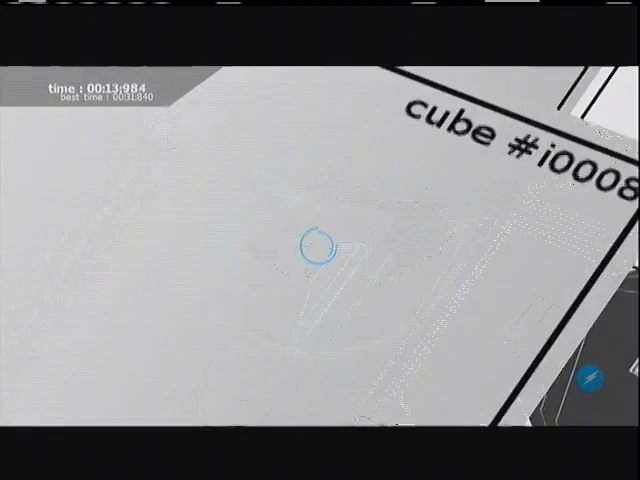 time : 00:13:984
best time : 00:31:840
cube #i0008